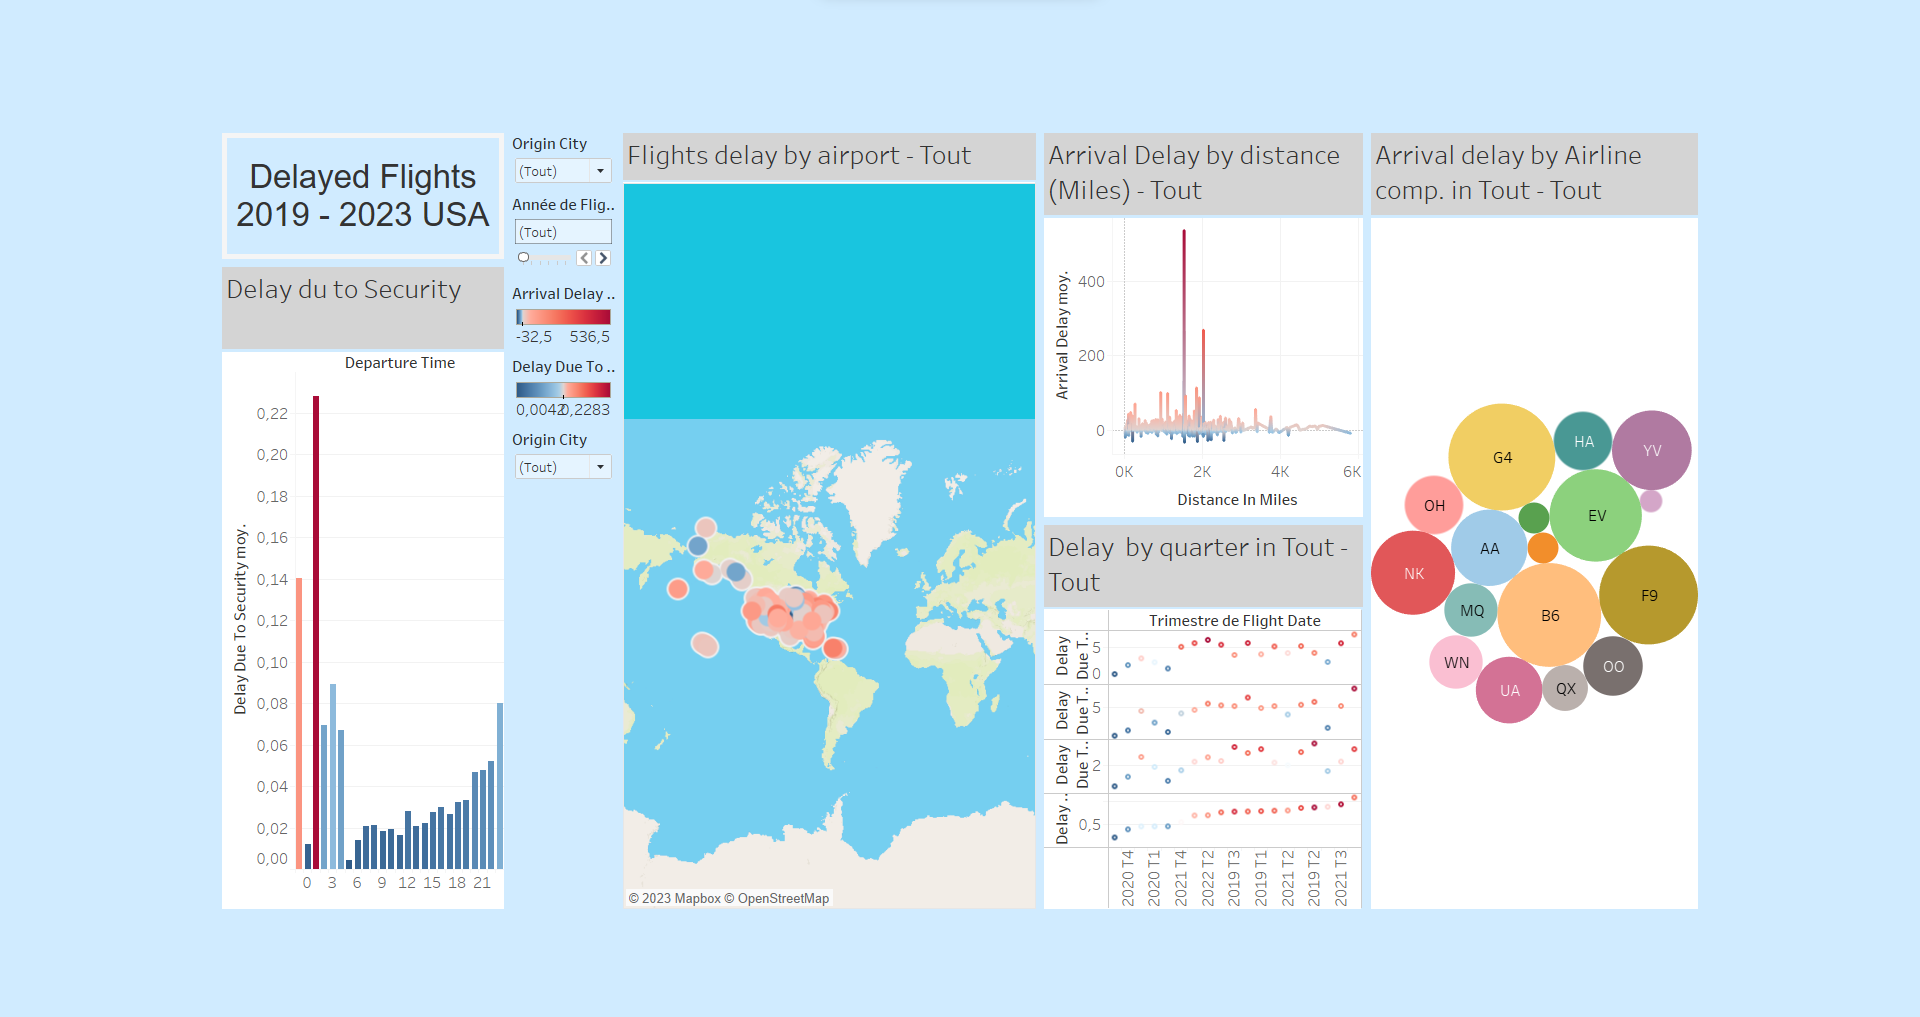 Delayed Flights
2019 - 2023 USA
Delay du to Security
Departure Time
Delay Due To Security moy.
0,22
0,20
0,18
0,16
0,14
0,12
0,10
0,08
0,06
0,04
0,02
0,00
0 3 6 9 12 15 18 21
Origin City
(Tout)
Année de Flig..
(Tout)
Arrival Delay ..
-32,5 536,5
Delay Due To ..
0,0042 0,2283
Origin City
(Tout)
Flights delay by airport - Tout
© 2023 Mapbox © OpenStreetMap
Arrival Delay by distance
(Miles) - Tout
Arrival Delay moy.
400
200
0
0K 2K 4K 6K
Distance In Miles
Delay  by quarter in Tout -
Tout
Trimestre de Flight Date
Delay
Due T..
5
0
Delay
Due T..
5
Delay
Due T..
2
Delay ..
0,5
2020 T4
2020 T1
2021 T4
2022 T2
2019 T3
2019 T1
2021 T2
2019 T2
2021 T3
Arrival delay by Airline
comp. in Tout - Tout
G4
HA
YV
OH
EV
AA
NK
F9
MQ
B6
WN
OO
UA
QX